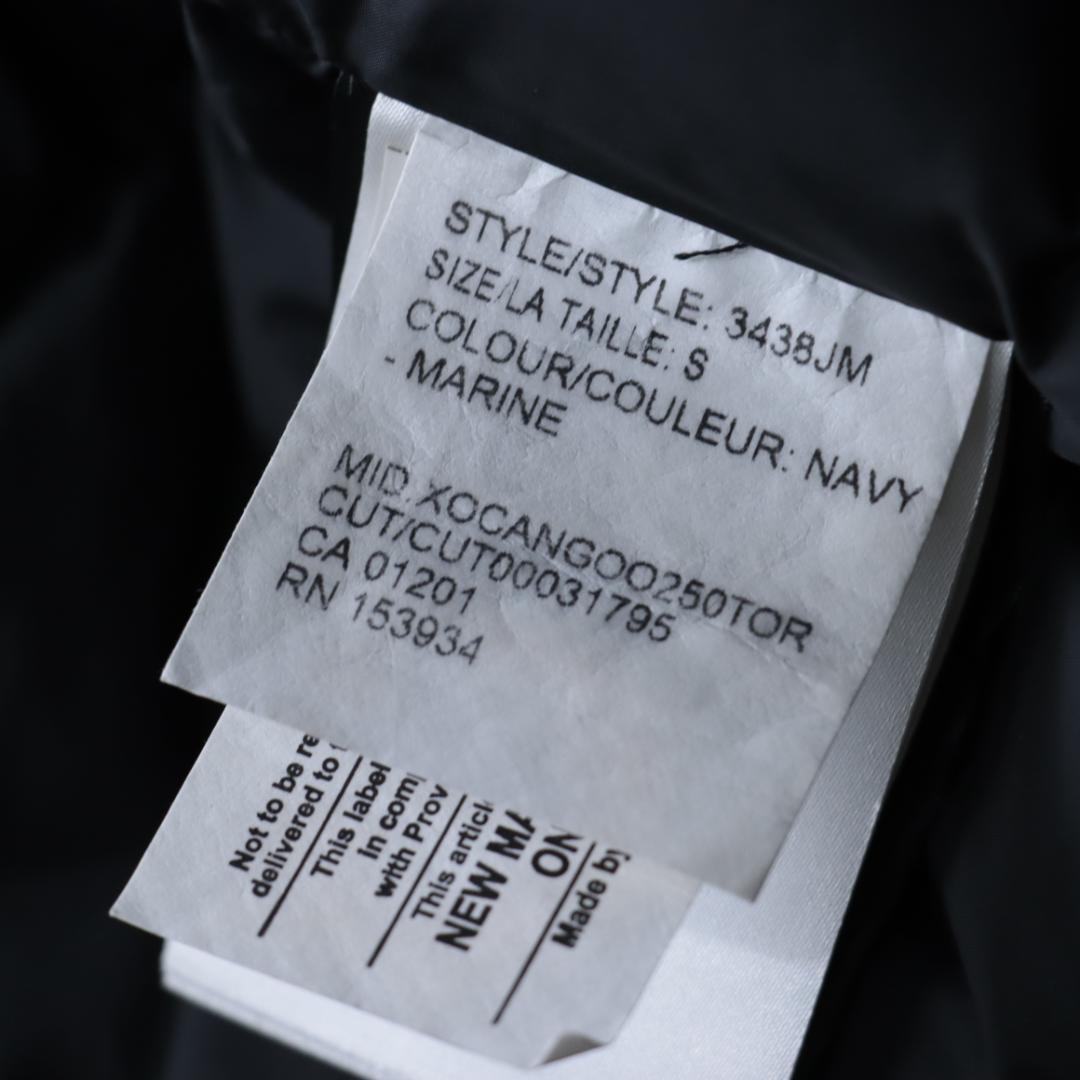 STYLE/STYLE: 3438JM
SIZE/LA TAILLE: S
COLOUR/COULEUR: NAVY
- MARINE
MID. XOCANGOO250TOR
CUT/CUT00031795
CA 01201
RN 153934
Not to be re
delivered to
This label
in com
with Prov
This articl
NEW MA
ON
Made by